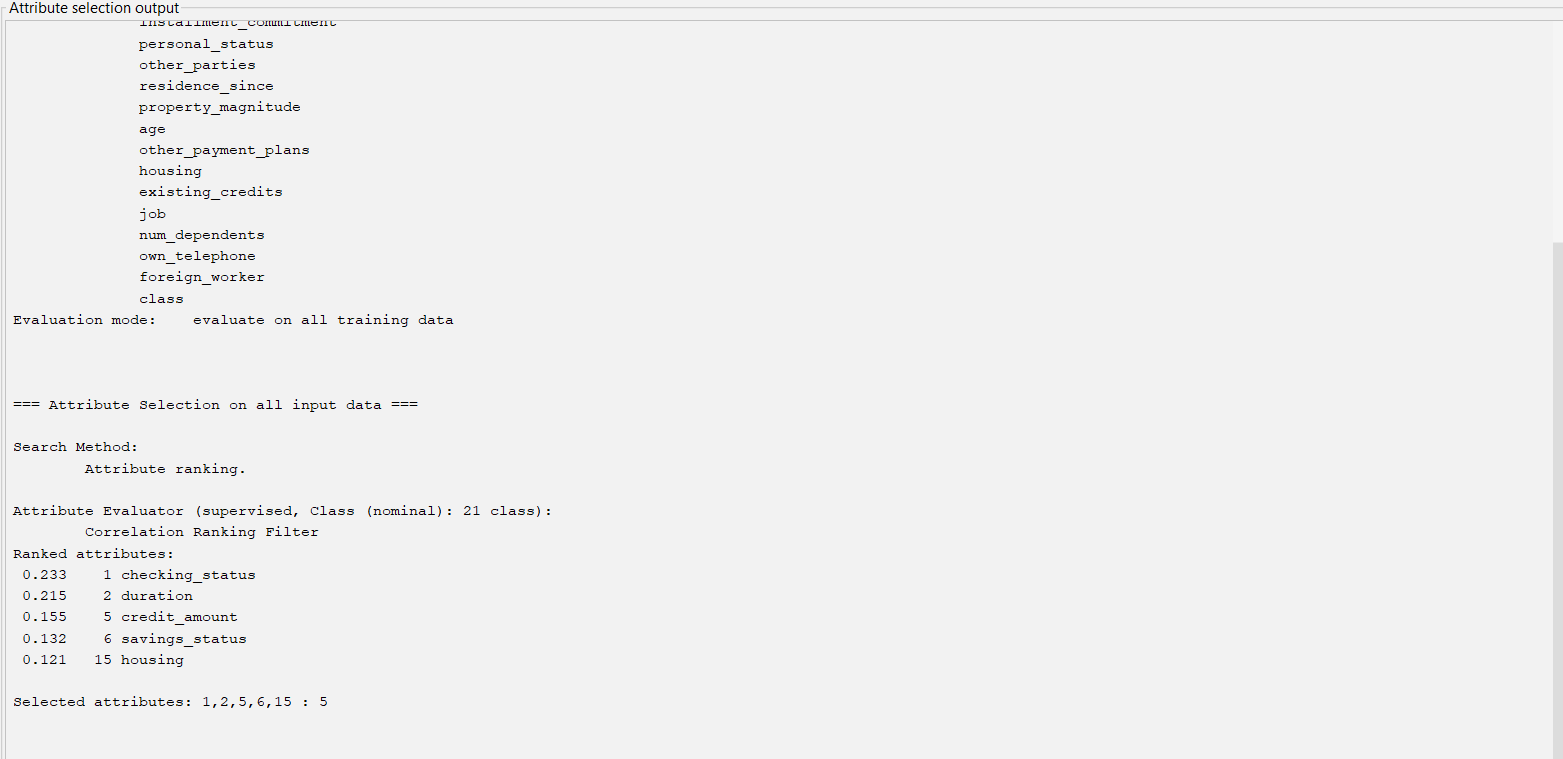 Attribute selection output
installment_commitment
personal_status
other_parties
residence_since
property_magnitude
age
other_payment_plans
housing
existing_credits
job
num_dependents
own_telephone
foreign_worker
class
Evaluation mode:    evaluate on all training data
=== Attribute Selection on all input data ===
Search Method:
Attribute ranking.
Attribute Evaluator (supervised, Class (nominal): 21 class):
Correlation Ranking Filter
Ranked attributes:
0.233    1 checking_status
0.215    2 duration
0.155    5 credit_amount
0.132    6 savings_status
0.121   15 housing
Selected attributes: 1,2,5,6,15 : 5